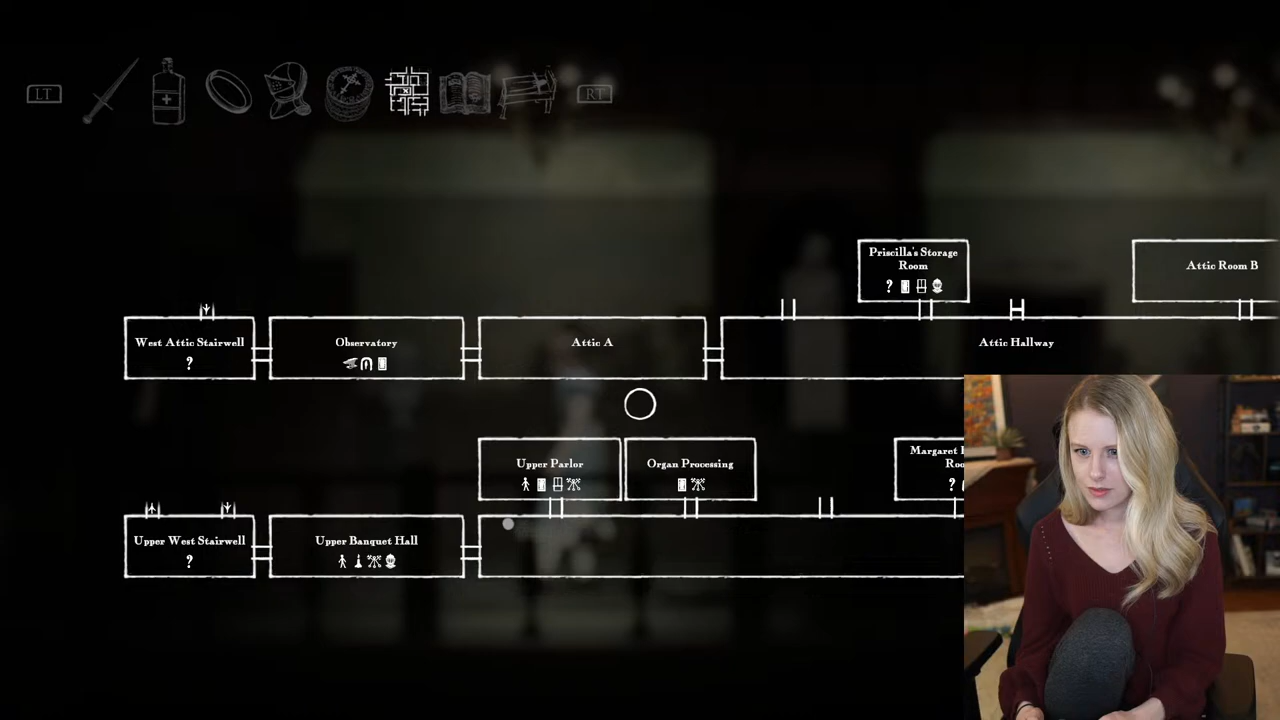 LT
RT
Priscilla's Storage
Room
Attic Room B
West Attic Stairwell
?
Observatory
Attic A
Attic Hallway
?
Upper Parlor
Organ Processing
Margaret
?
Upper West Stairwell
?
Upper Banquet Hall